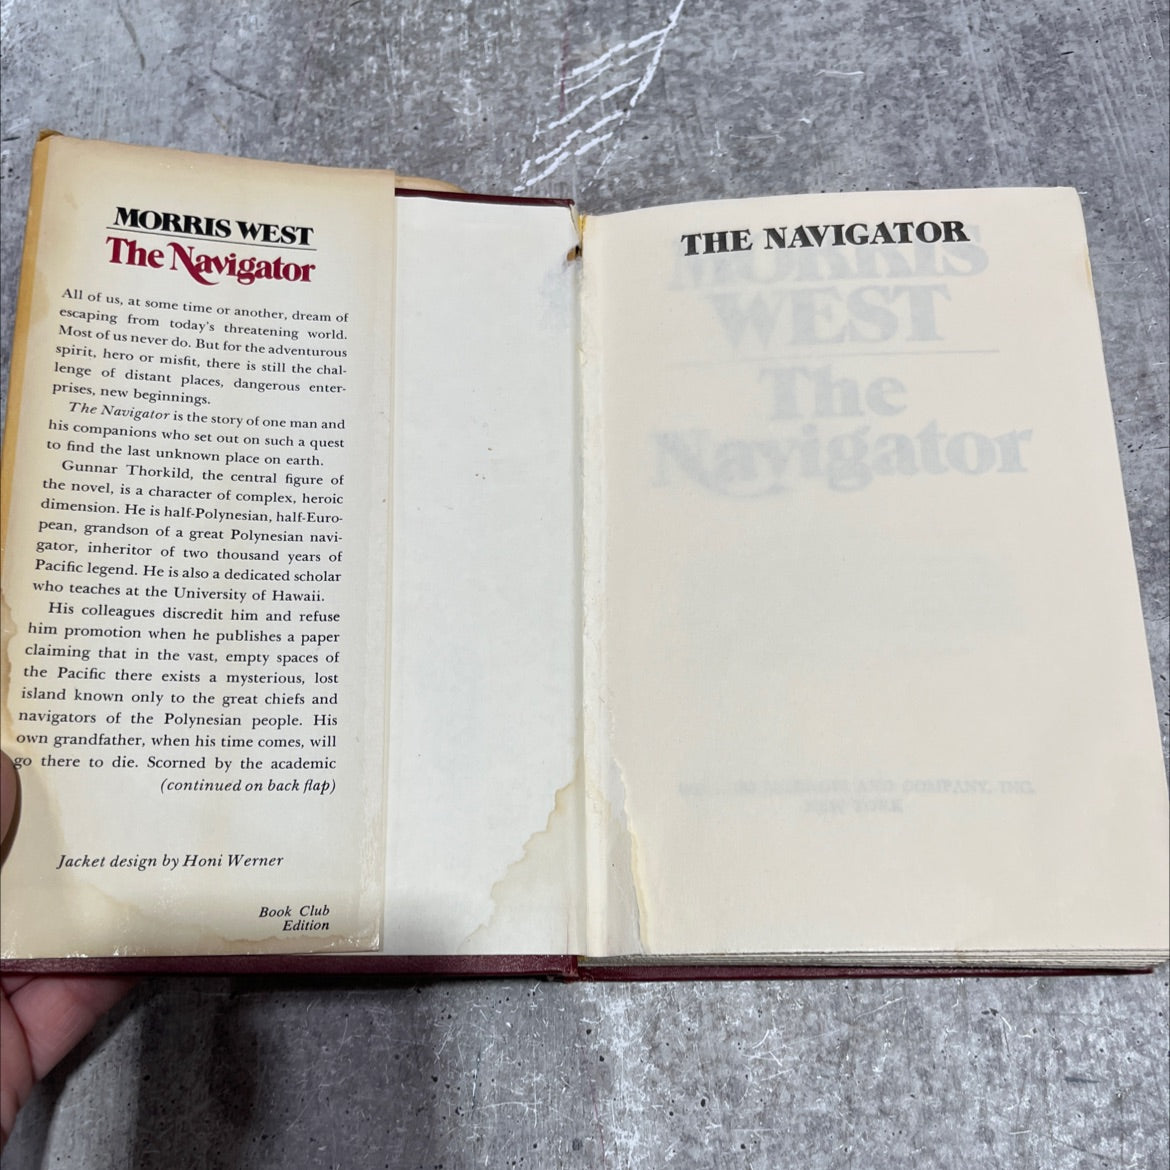 MORRIS WEST
The Navigator
All of us, at some time or another, dream of
escaping from today's threatening world.
Most of us never do. But for the adventurous
spirit, hero or misfit, there is still the chal-
lenge of distant places, dangerous enter-
prises, new beginnings.
The Navigator is the story of one man and
his companions who set out on such a quest
to find the last unknown place on earth.
Gunnar Thorkild, the central figure of
the novel, is a character of complex, heroic
dimension. He is half-Polynesian, half-Euro-
pean, grandson of a great Polynesian navi-
gator, inheritor of two thousand years of
Pacific legend. He is also a dedicated scholar
who teaches at the University of Hawaii.
His colleagues discredit him and refuse
him promotion when he publishes a paper
claiming that in the vast, empty spaces of
the Pacific there exists a mysterious, lost
island known only to the great chiefs and
navigators of the Polynesian people. His
own grandfather, when his time comes, will
go there to die. Scorned by the academic
(continued on back flap)
Jacket design by Honi Werner
Book Club
Edition
THE NAVIGATOR
MORRIS
WEST
The
Navigator
AND COMPANY, INC.
NEW YORK